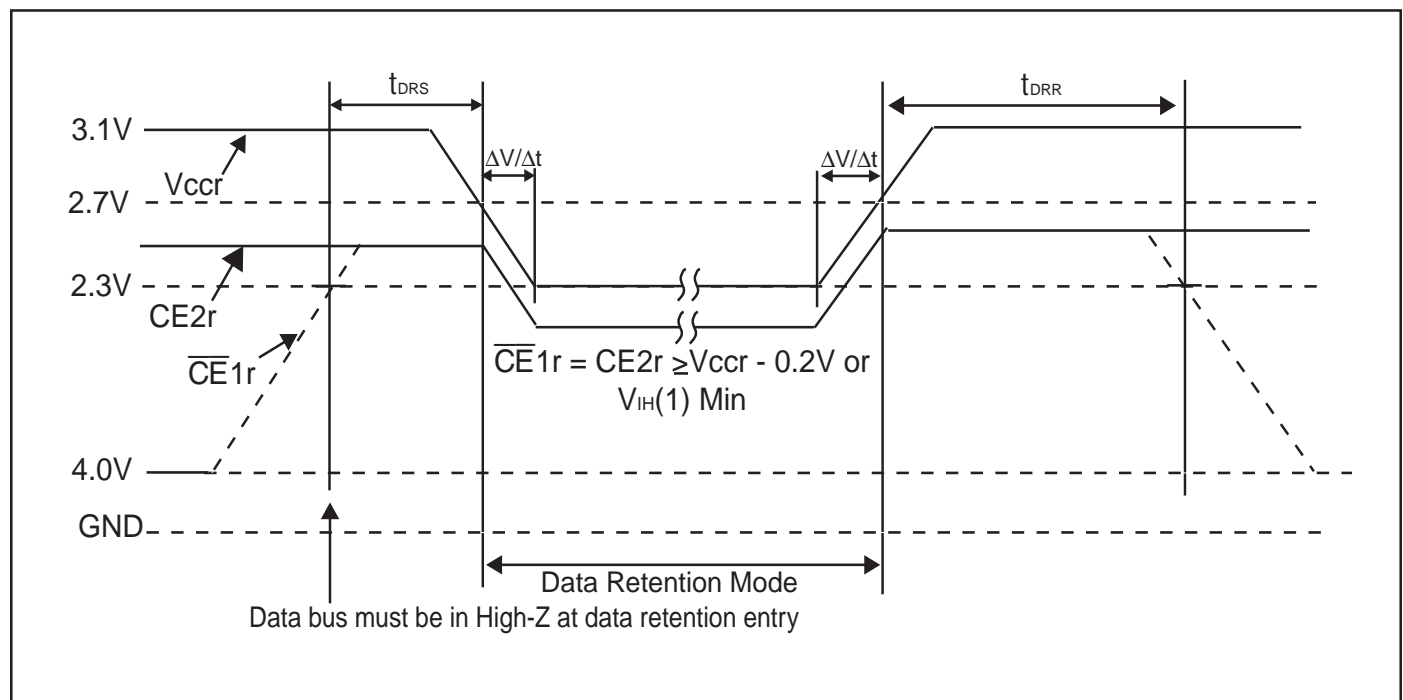 tDRS
tDRR
3.1V
ΔV/Δt
ΔV/Δt
Vccr
2.7V
2.3V
CE2r
C̅E̅1r
C̅E̅1r = CE2r ≥Vccr - 0.2V or
VIH(1) Min
4.0V
GND
Data Retention Mode
Data bus must be in High-Z at data retention entry